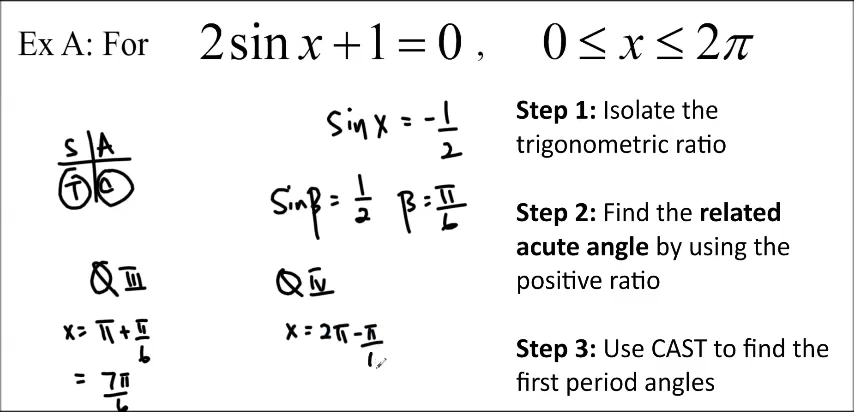 Ex A: For 2sin x + 1 = 0 , 0 ≤ x ≤ 2π
Sin x = -1/2
S | A
T | C
Sinβ = 1/2 β = π/6
Q III
Q IV
x = π + π/6
= 7π/6
x = 2π - π/
Step 1: Isolate the
trigonometric ratio
Step 2: Find the related
acute angle by using the
positive ratio
Step 3: Use CAST to find the
first period angles